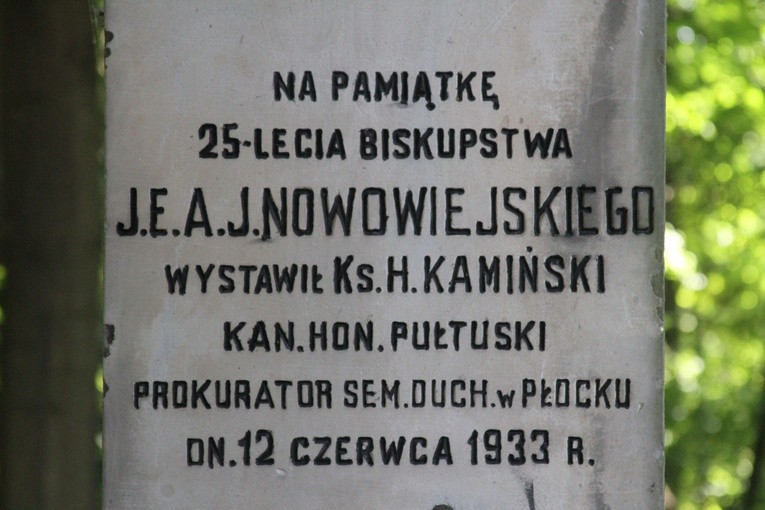 NA PAMIĄTKĘ
25-LECIA BISKUPSTWA
J.E.A.J.NOWOWIEJSKIEGO
WYSTAWIŁ Ks.H.KAMIŃSKI
KAN.HON.PUŁTUSKI
PROKURATOR SEM.DUCH.w PŁOCKU
DN.12 CZERWCA 1933 R.